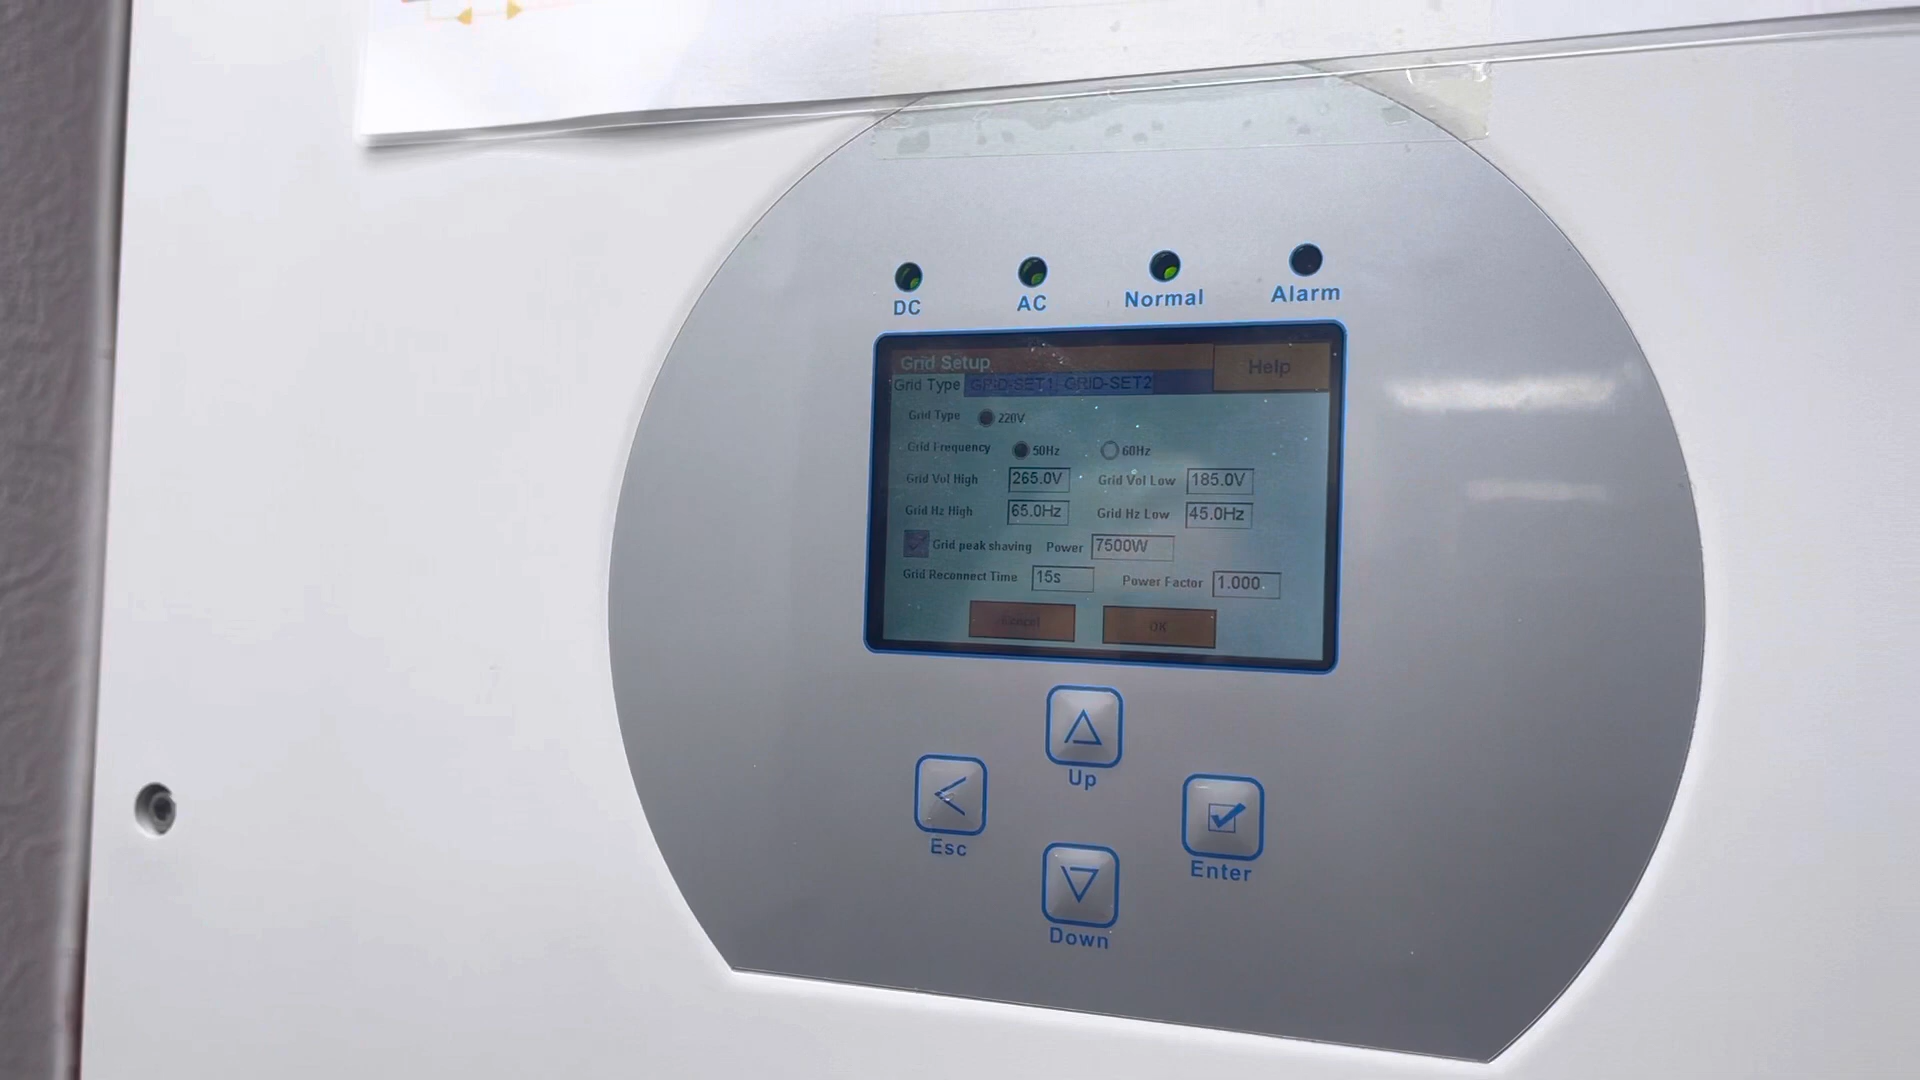 DC AC Normal Alarm
Grid Setup Help
Grid Type GRID-SET1, GRID-SET2
Grid Type 220V
Grid Frequency 50Hz 60Hz
Grid Vol High 265.0V Grid Vol Low 185.0V
Grid Hz High 65.0Hz Grid Hz Low 45.0Hz
Grid peak shaving Power 7500W
Grid Reconnect Time 15s Power Factor 1.000
Cancel OK
Up
Esc
Enter
Down